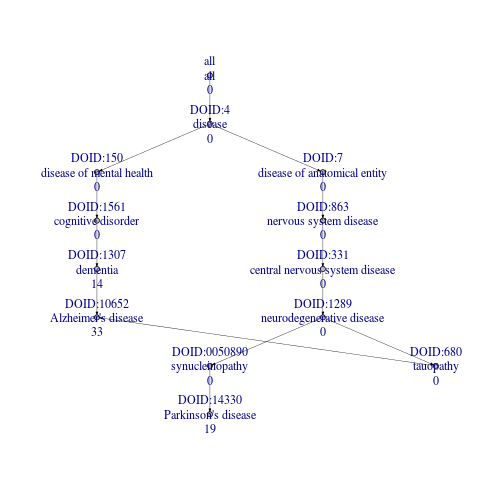 all
all
0
DOID:4
disease
0
DOID:150
disease of mental health
0
DOID:7
disease of anatomical entity
0
DOID:1561
cognitive disorder
0
DOID:863
nervous system disease
0
DOID:1307
dementia
14
DOID:331
central nervous system disease
0
DOID:10652
Alzheimer's disease
33
DOID:1289
neurodegenerative disease
0
DOID:0050890
synucleinopathy
0
DOID:680
tauopathy
0
DOID:14330
Parkinson's disease
19